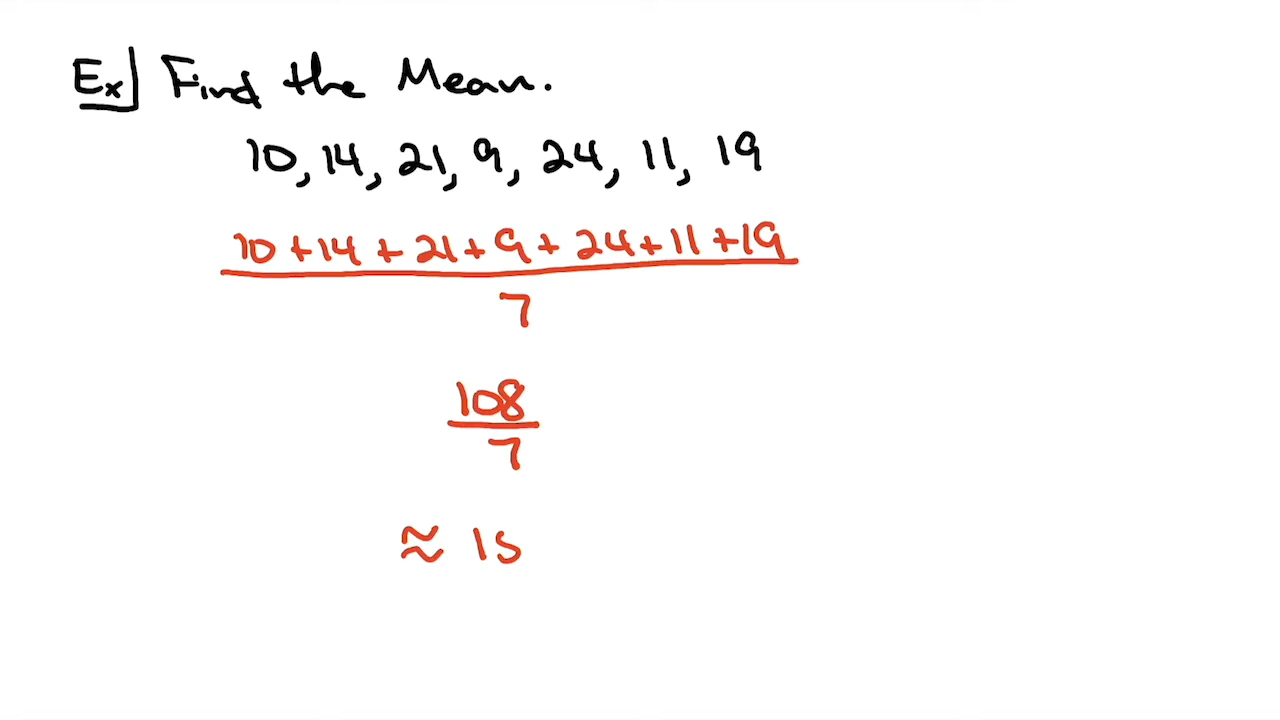 Ex] Find the Mean.
10, 14, 21, 9, 24, 11, 19
10 + 14 + 21 + 9 + 24 + 11 + 19
7
108
7
≈ 15